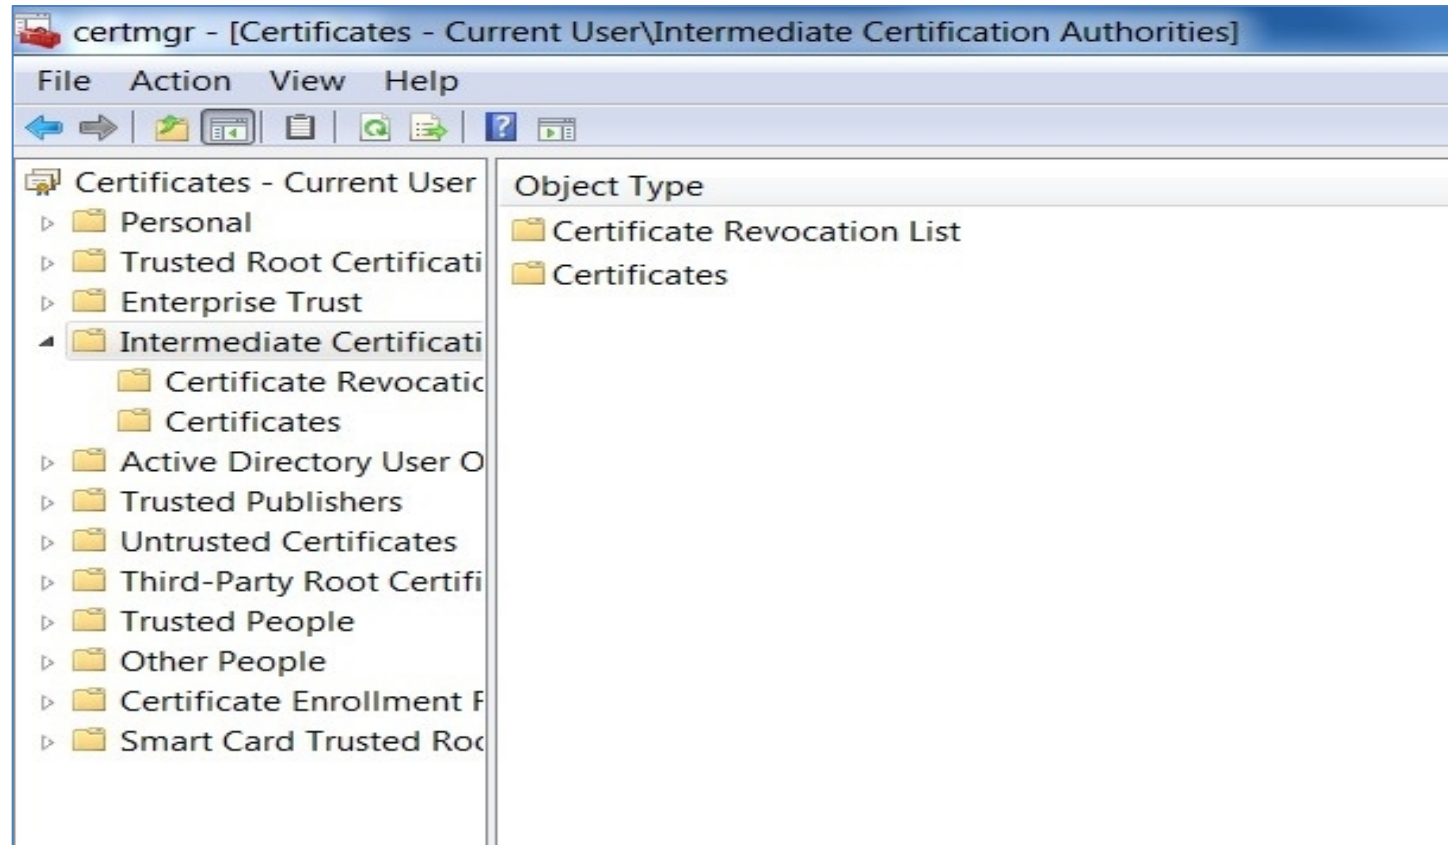 certmgr - [Certificates - Current User\Intermediate Certification Authorities]
File Action View Help
Certificates - Current User
Personal
Trusted Root Certificati
Enterprise Trust
Intermediate Certificati
Certificate Revocatic
Certificates
Active Directory User O
Trusted Publishers
Untrusted Certificates
Third-Party Root Certifi
Trusted People
Other People
Certificate Enrollment F
Smart Card Trusted Roc
Object Type
Certificate Revocation List
Certificates